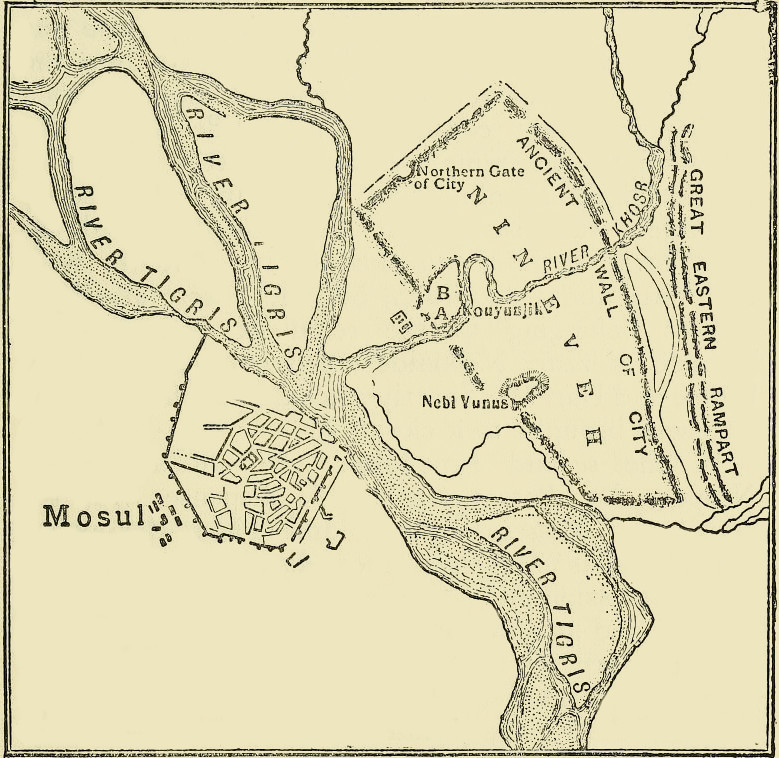 RIVER TIGRIS
RIVER TIGRIS
Northern Gate
of City
NINEVEH
ANCIENT WALL OF CITY
RIVER KHOSR
GREAT EASTERN RAMPART
B
A
Kouyunjik
Nebi Yunus
Mosul
RIVER TIGRIS